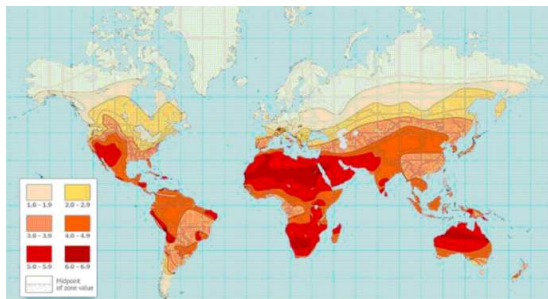 1.0 - 1.9
2.0 - 2.9
3.0 - 3.9
4.0 - 4.9
5.0 - 5.9
6.0 - 6.9
Midpoint
of zone value